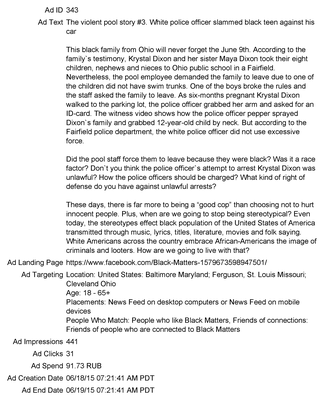 Ad ID 343
Ad Text The violent pool story #3. White police officer slammed black teen against his
car
This black family from Ohio will never forget the June 9th. According to the
family`s testimony, Krystal Dixon and her sister Maya Dixon took their eight
children, nephews and nieces to Ohio public school in a Fairfield.
Nevertheless, the pool employee demanded the family to leave due to one of
the children did not have swim trunks. One of the boys broke the rules and
the staff asked the family to leave. As six-months pregnant Krystal Dixon
walked to the parking lot, the police officer grabbed her arm and asked for an
ID-card. The witness video shows how the police officer pepper sprayed
Dixon`s family and grabbed 12-year-old child by neck. But according to the
Fairfield police department, the white police officer did not use excessive
force.
Did the pool staff force them to leave because they were black? Was it a race
factor? Don`t you think the police officer`s attempt to arrest Krystal Dixon was
unlawful? How the police officers should be charged? What kind of right of
defense do you have against unlawful arrests?
These days, there is far more to being a "good cop" than choosing not to hurt
innocent people. Plus, when are we going to stop being stereotypical? Even
today, the stereotypes effect black population of the United States of America
transmitted through music, lyrics, titles, literature, movies and folk saying.
White Americans across the country embrace African-Americans the image of
criminals and looters. How are we going to live with that?
Ad Landing Page https://www.facebook.com/Black-Matters-1579673598947501/
Ad Targeting Location: United States: Baltimore Maryland; Ferguson, St. Louis Missouri;
Cleveland Ohio
Age: 18 - 65+
Placements: News Feed on desktop computers or News Feed on mobile
devices
People Who Match: People who like Black Matters, Friends of connections:
Friends of people who are connected to Black Matters
Ad Impressions 441
Ad Clicks 31
Ad Spend 91.73 RUB
Ad Creation Date 06/18/15 07:21:41 AM PDT
Ad End Date 06/19/15 07:21:41 AM PDT